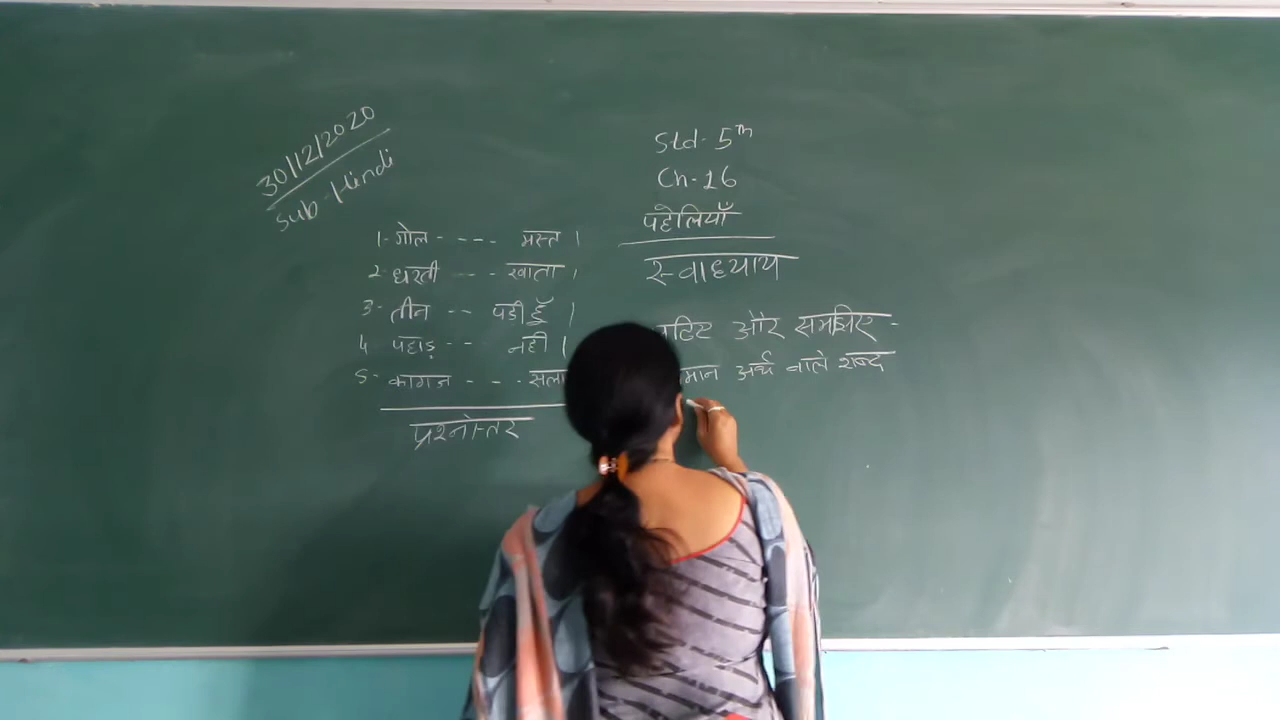 30/12/2020
Sub-Hindi
Std-5th
Ch-16
पहेलियाँ
स्वाध्याय
1-गोल---- मस्त।
2-धरती --- खाता।
3-तीन -- पडी हूँ।
4 पहाड़ -- नही।
5-कागज --- सला
प्रश्नोत्तर
और समझिए-
अर्थ वाले शब्द